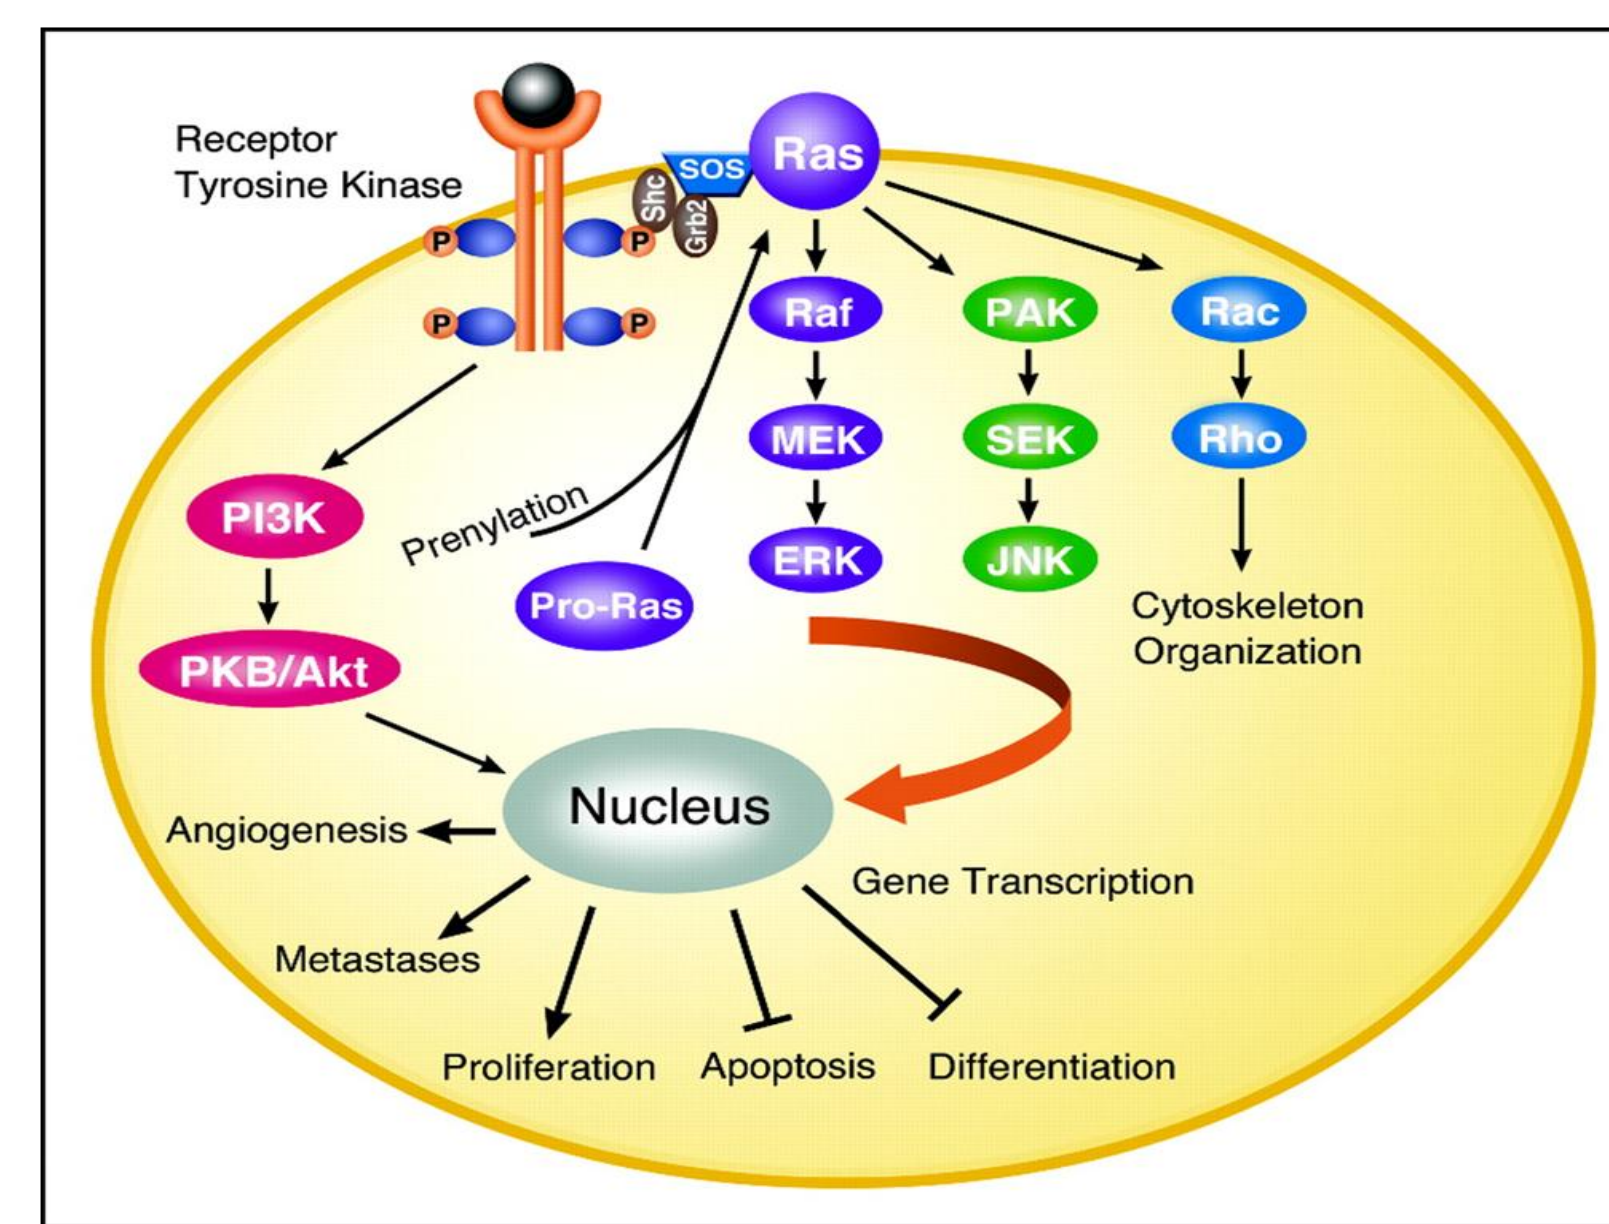 Receptor
Tyrosine Kinase
SOS
Ras
Shc
Grb2
P
P
P
P
Raf
PAK
Rac
MEK
SEK
Rho
PI3K
Prenylation
ERK
JNK
Pro-Ras
Cytoskeleton
Organization
PKB/Akt
Nucleus
Angiogenesis
Gene Transcription
Metastases
Proliferation
Apoptosis
Differentiation